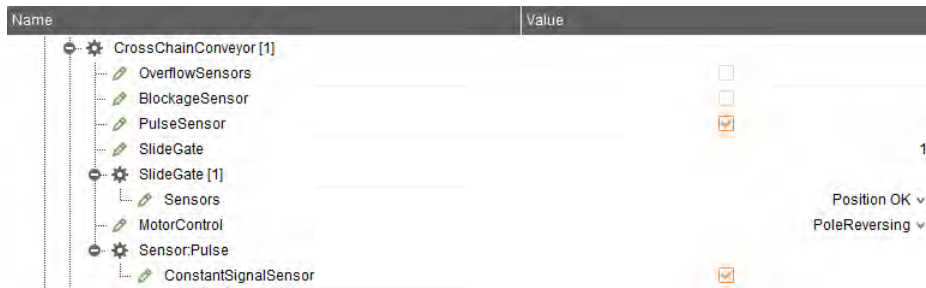 Name Value
CrossChainConveyor [1]
OverflowSensors
BlockageSensor
PulseSensor
SlideGate 1
SlideGate [1]
Sensors Position OK
MotorControl PoleReversing
Sensor:Pulse
ConstantSignalSensor